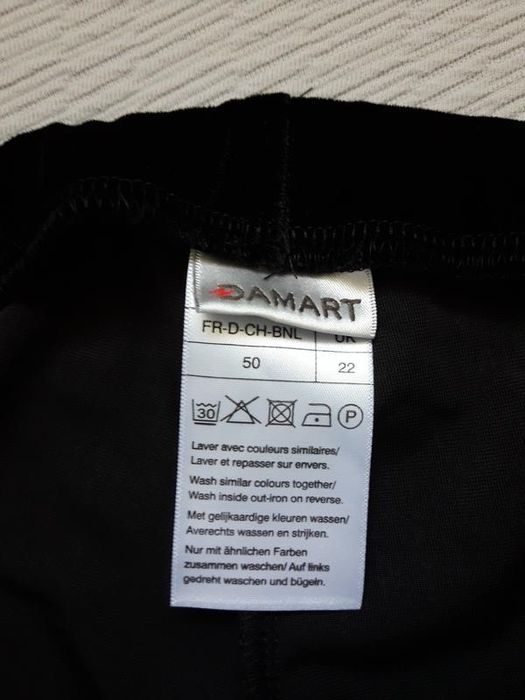 DAMART
FR-D-CH-BNL UK
50 22
30 P
Laver avec couleurs similaires/
Laver et repasser sur envers.
Wash similar colours together/
Wash inside out-iron on reverse.
Met gelijkaardige kleuren wassen/
Averechts wassen en strijken.
Nur mit ähnlichen Farben
zusammen waschen/ Auf links
gedreht waschen und bügeln.